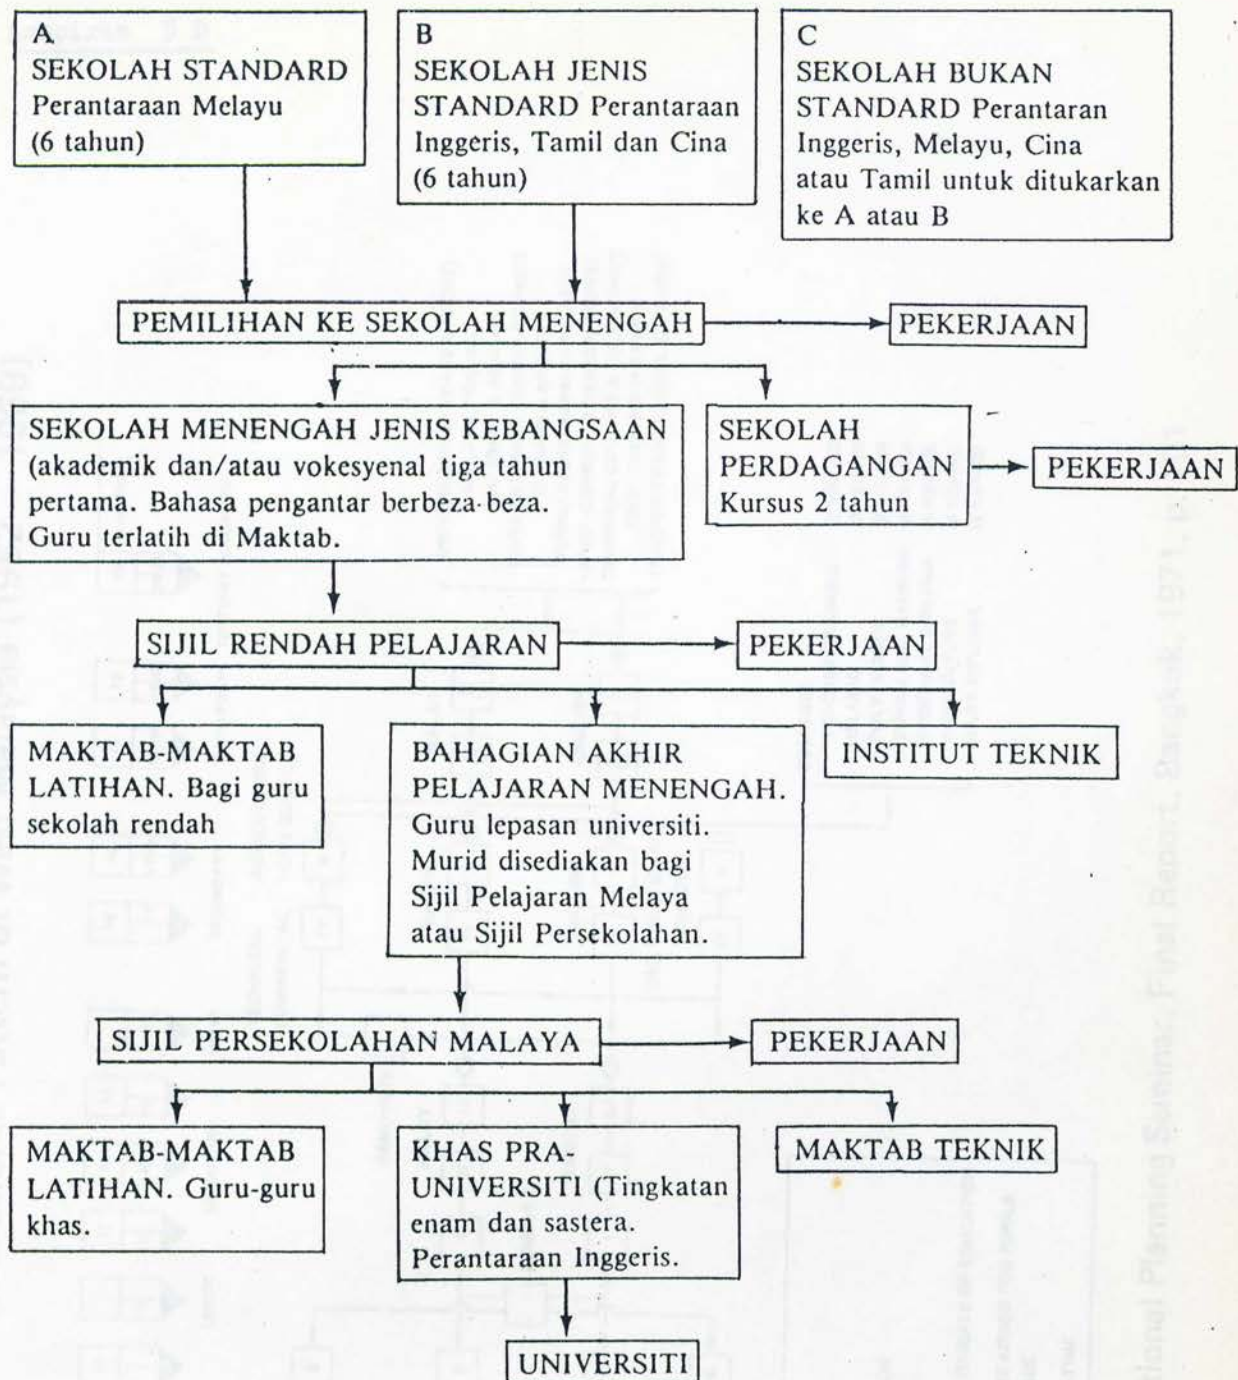 A
SEKOLAH STANDARD
Perantaraan Melayu
(6 tahun)
B
SEKOLAH JENIS
STANDARD Perantaraan
Inggeris, Tamil dan Cina
(6 tahun)
C
SEKOLAH BUKAN
STANDARD Perantaran
Inggeris, Melayu, Cina
atau Tamil untuk ditukarkan
ke A atau B
PEMILIHAN KE SEKOLAH MENENGAH
PEKERJAAN
SEKOLAH MENENGAH JENIS KEBANGSAAN
(akademik dan/atau vokesyenal tiga tahun
pertama. Bahasa pengantar berbeza-beza.
Guru terlatih di Maktab.
SEKOLAH
PERDAGANGAN
Kursus 2 tahun
PEKERJAAN
SIJIL RENDAH PELAJARAN
PEKERJAAN
MAKTAB-MAKTAB
LATIHAN. Bagi guru
sekolah rendah
BAHAGIAN AKHIR
PELAJARAN MENENGAH.
Guru lepasan universiti.
Murid disediakan bagi
Sijil Pelajaran Melaya
atau Sijil Persekolahan.
INSTITUT TEKNIK
SIJIL PERSEKOLAHAN MALAYA
PEKERJAAN
MAKTAB-MAKTAB
LATIHAN. Guru-guru
khas.
KHAS PRA-
UNIVERSITI (Tingkatan
enam dan sastera.
Perantaraan Inggeris.
MAKTAB TEKNIK
UNIVERSITI